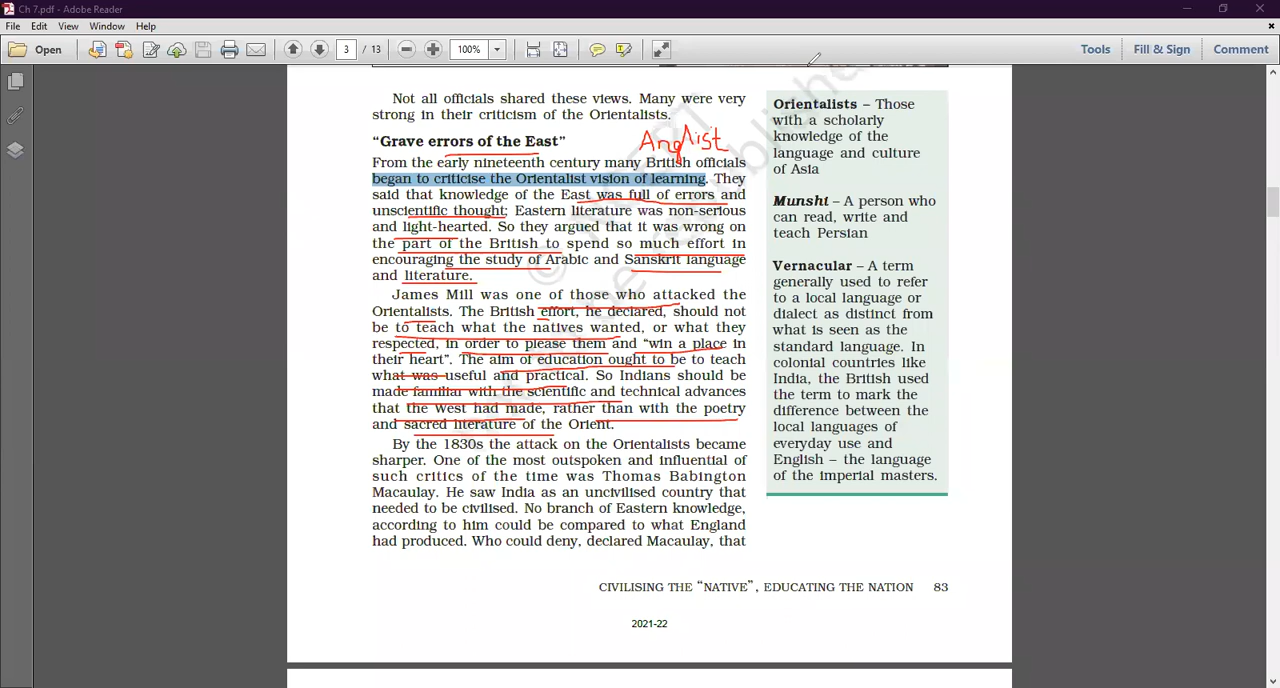 Ch 7.pdf - Adobe Reader
File Edit View Window Help
Open 3 / 13 100% Tools Fill & Sign Comment
Not all officials shared these views. Many were very
strong in their criticism of the Orientalists.
"Grave errors of the East"
Anglist
From the early nineteenth century many British officials
began to criticise the Orientalist vision of learning. They
said that knowledge of the East was full of errors and
unscientific thought; Eastern literature was non-serious
and light-hearted. So they argued that it was wrong on
the part of the British to spend so much effort in
encouraging the study of Arabic and Sanskrit language
and literature.
James Mill was one of those who attacked the
Orientalists. The British effort, he declared, should not
be to teach what the natives wanted, or what they
respected, in order to please them and "win a place in
their heart". The aim of education ought to be to teach
what was useful and practical. So Indians should be
made familiar with the scientific and technical advances
that the West had made, rather than with the poetry
and sacred literature of the Orient.
By the 1830s the attack on the Orientalists became
sharper. One of the most outspoken and influential of
such critics of the time was Thomas Babington
Macaulay. He saw India as an uncivilised country that
needed to be civilised. No branch of Eastern knowledge,
according to him could be compared to what England
had produced. Who could deny, declared Macaulay, that
Orientalists – Those
with a scholarly
knowledge of the
language and culture
of Asia
Munshi – A person who
can read, write and
teach Persian
Vernacular – A term
generally used to refer
to a local language or
dialect as distinct from
what is seen as the
standard language. In
colonial countries like
India, the British used
the term to mark the
difference between the
local languages of
everyday use and
English – the language
of the imperial masters.
CIVILISING THE "NATIVE", EDUCATING THE NATION 83
2021-22